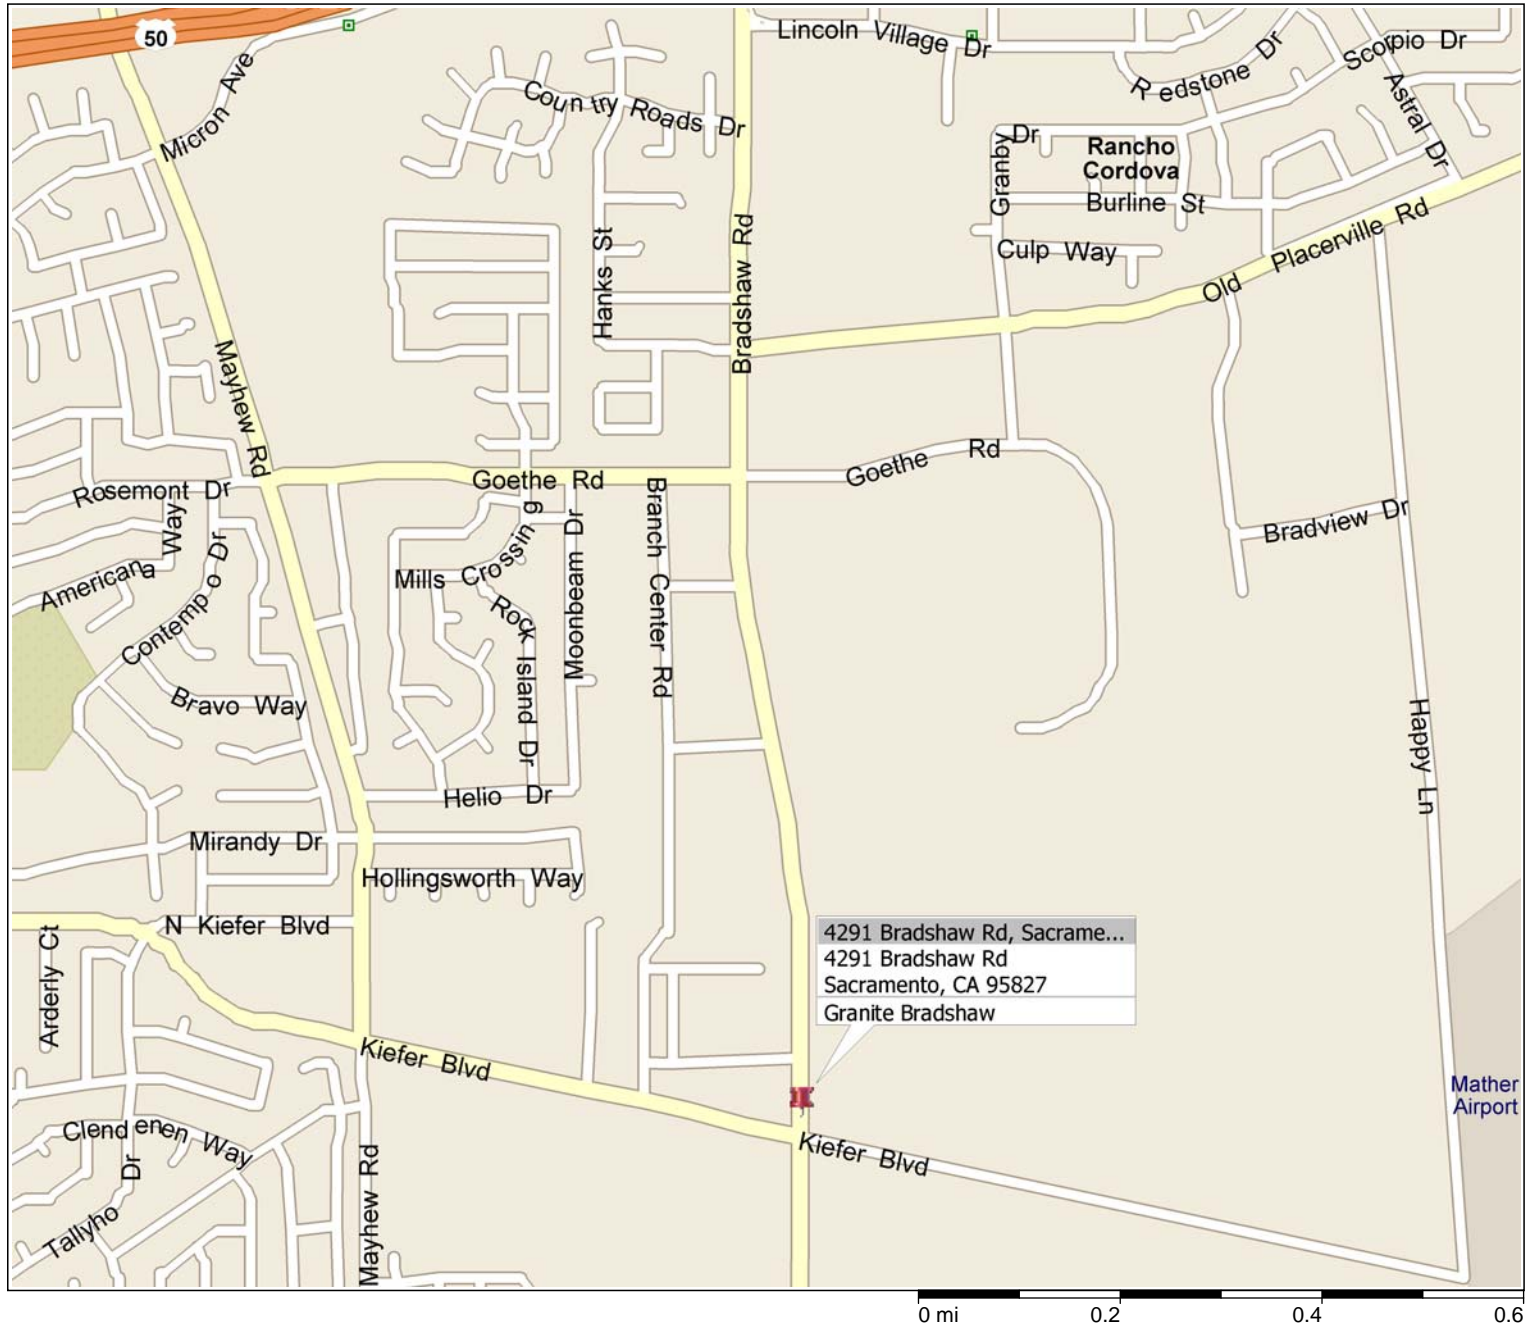 50
Micron Ave
Lincoln Village Dr
Country Roads Dr
Redstone Dr
Scorpio Dr
Astral Dr
Granby Dr
Rancho
Cordova
Burline St
Culp Way
Old Placerville Rd
Hanks St
Bradshaw Rd
Mayhew Rd
Goethe Rd
Goethe Rd
Rosemont Dr
Americana Way
Contempo Dr
Bravo Way
Mills Crossing
Rock Island Dr
Moonbeam Dr
Branch Center Rd
Bradview Dr
Happy Ln
Helio Dr
Mirandy Dr
Hollingsworth Way
N Kiefer Blvd
Arderly Ct
4291 Bradshaw Rd, Sacrame...
4291 Bradshaw Rd
Sacramento, CA 95827
Granite Bradshaw
Kiefer Blvd
Mather
Airport
Clendenen Way
Kiefer Blvd
Tallyho Dr
Mayhew Rd
0 mi 0.2 0.4 0.6